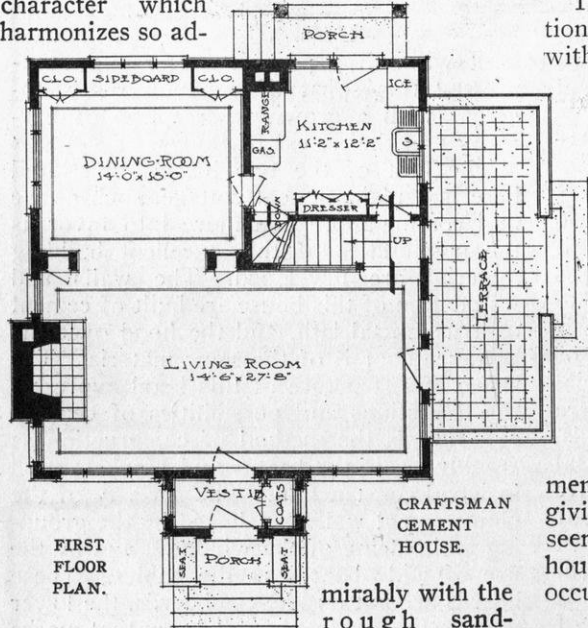 character which
harmonizes so ad-
T
tion
with
PORCH
CLO.
SIDEBOARD
CLO.
ICE
RANGE
KITCHEN
11'-2" x 12'-2"
GAS
S
DINING-ROOM
14'-0" x 15'-0"
DRESSER
DOWN
UP
TERRACE
LIVING ROOM
14'-6" x 27'-8"
VESTIB
COATS
SEAT
PORCH
SEAT
FIRST
FLOOR
PLAN.
CRAFTSMAN
CEMENT
HOUSE.
men
givi
seen
hou
occu
mirably with the
rough sand-